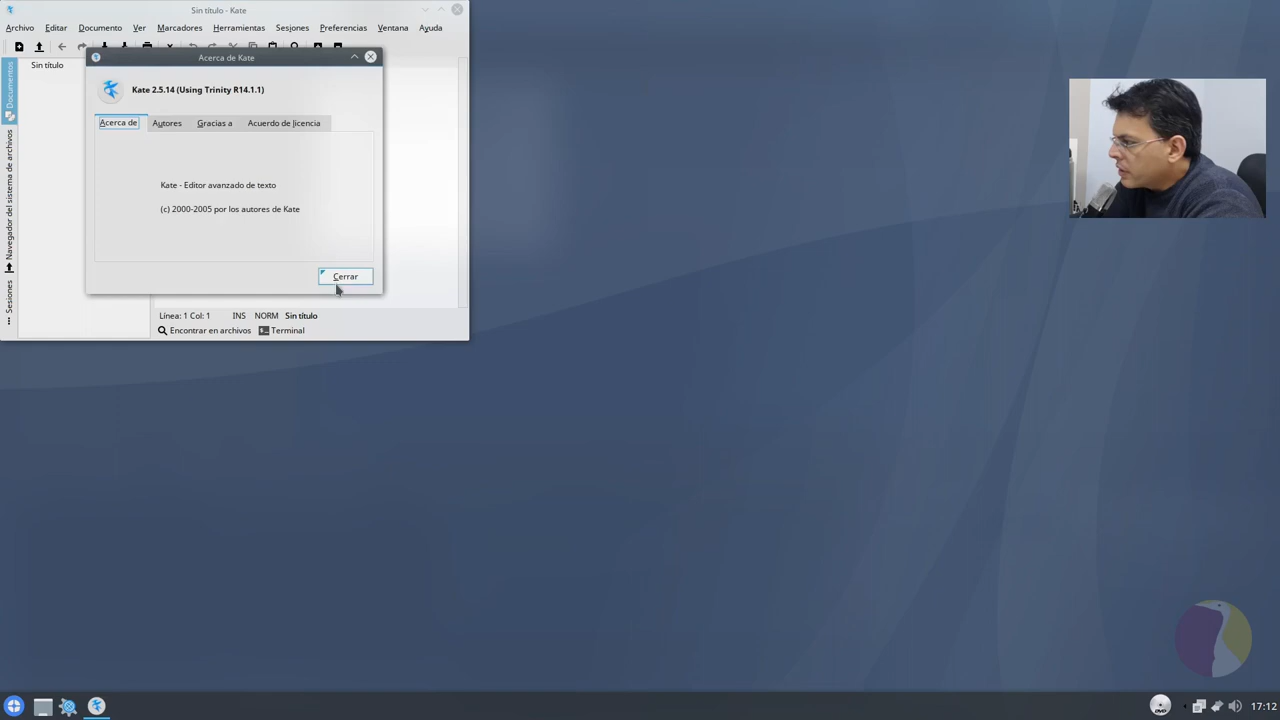 Sin título - Kate
Archivo Editar Documento Ver Marcadores Herramientas Sesiones Preferencias Ventana Ayuda
Documentos
Navegador del sistema de archivos
Sesiones
Sin título
Acerca de Kate
Kate 2.5.14 (Using Trinity R14.1.1)
Acerca de Autores Gracias a Acuerdo de licencia
Kate - Editor avanzado de texto
(c) 2000-2005 por los autores de Kate
Cerrar
Línea: 1 Col: 1 INS NORM Sin título
Encontrar en archivos Terminal
17:12